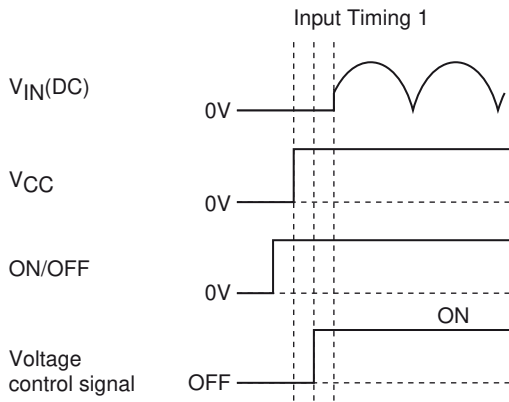 Input Timing 1
VIN(DC)
0V
VCC
0V
ON/OFF
0V
ON
Voltage
control signal
OFF